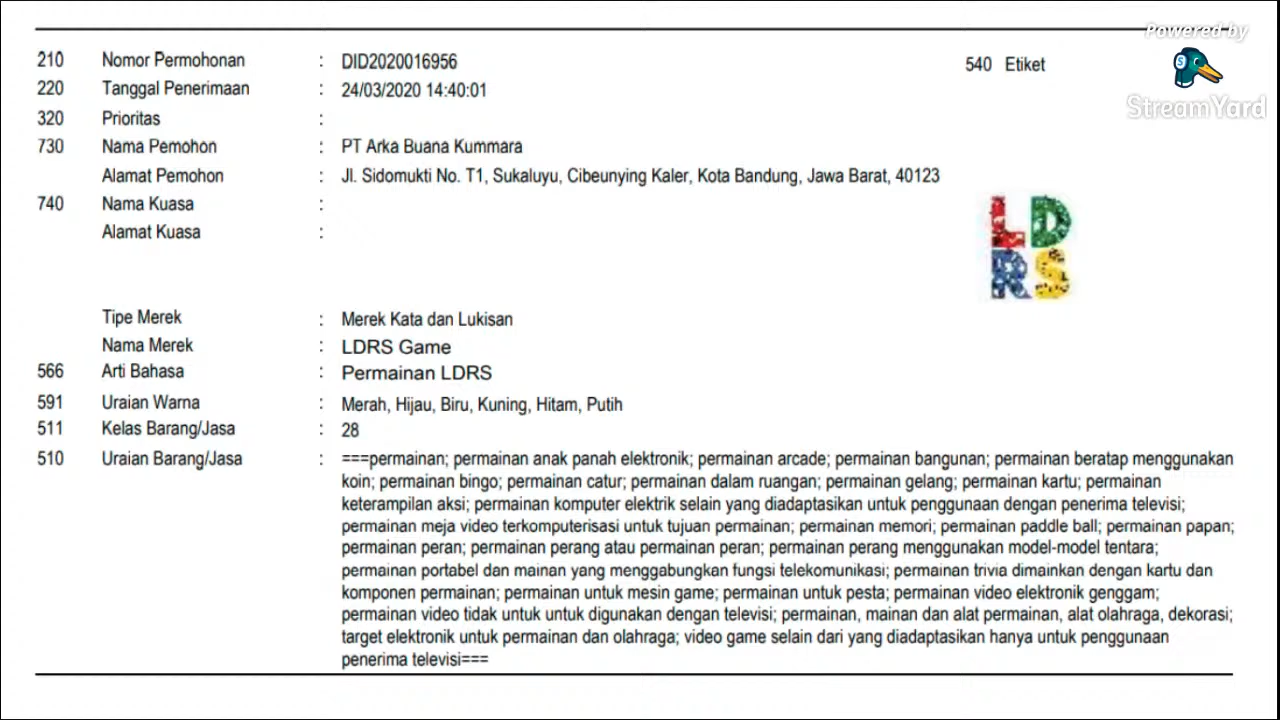 Powered by
StreamYard
210 Nomor Permohonan : DID2020016956 540 Etiket
220 Tanggal Penerimaan : 24/03/2020 14:40:01
320 Prioritas :
730 Nama Pemohon : PT Arka Buana Kummara
Alamat Pemohon : Jl. Sidomukti No. T1, Sukaluyu, Cibeunying Kaler, Kota Bandung, Jawa Barat, 40123
740 Nama Kuasa :
Alamat Kuasa :
LD
RS
Tipe Merek : Merek Kata dan Lukisan
Nama Merek : LDRS Game
566 Arti Bahasa : Permainan LDRS
591 Uraian Warna : Merah, Hijau, Biru, Kuning, Hitam, Putih
511 Kelas Barang/Jasa : 28
510 Uraian Barang/Jasa : ===permainan; permainan anak panah elektronik; permainan arcade; permainan bangunan; permainan beratap menggunakan
koin; permainan bingo; permainan catur; permainan dalam ruangan; permainan gelang; permainan kartu; permainan
keterampilan aksi; permainan komputer elektrik selain yang diadaptasikan untuk penggunaan dengan penerima televisi;
permainan meja video terkomputerisasi untuk tujuan permainan; permainan memori; permainan paddle ball; permainan papan;
permainan peran; permainan perang atau permainan peran; permainan perang menggunakan model-model tentara;
permainan portabel dan mainan yang menggabungkan fungsi telekomunikasi; permainan trivia dimainkan dengan kartu dan
komponen permainan; permainan untuk mesin game; permainan untuk pesta; permainan video elektronik genggam;
permainan video tidak untuk untuk digunakan dengan televisi; permainan, mainan dan alat permainan, alat olahraga, dekorasi;
target elektronik untuk permainan dan olahraga; video game selain dari yang diadaptasikan hanya untuk penggunaan
penerima televisi===